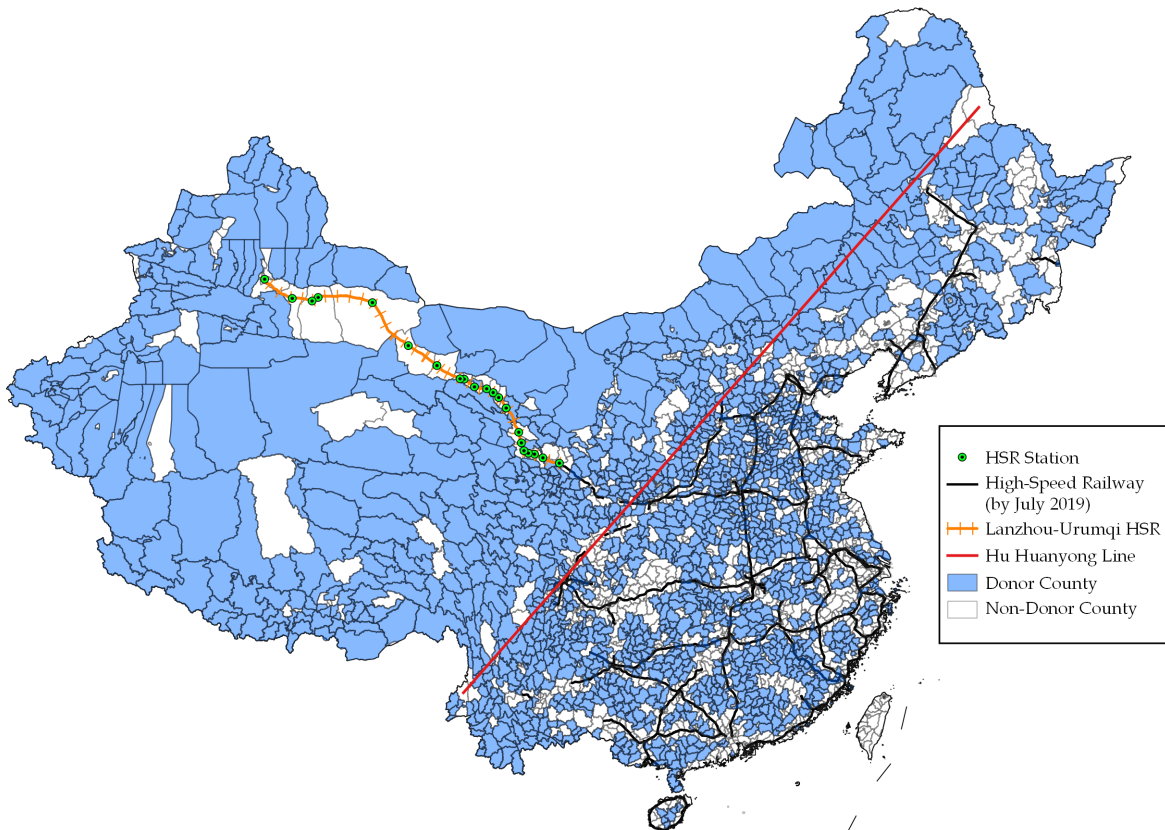 HSR Station
High-Speed Railway
(by July 2019)
Lanzhou-Urumqi HSR
Hu Huanyong Line
Donor County
Non-Donor County